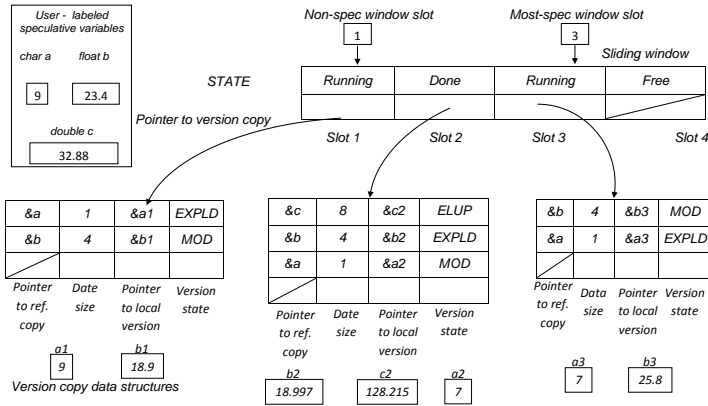 User - labeled
speculative variables
char a float b
9 23.4
double c
32.88
Non-spec window slot Most-spec window slot
1 3
Sliding window
STATE Running Done Running Free
Pointer to version copy
Slot 1 Slot 2 Slot 3 Slot 4
&a 1 &a1 EXPLD
&b 4 &b1 MOD
Pointer to ref. copy Date size Pointer to local version Version state
a1 b1
9 18.9
Version copy data structures
&c 8 &c2 ELUP
&b 4 &b2 EXPLD
&a 1 &a2 MOD
Pointer to ref. copy Date size Pointer to local version Version state
b2 c2 a2
18.997 128.215 7
&b 4 &b3 MOD
&a 1 &a3 EXPLD
Pointer to ref. copy Data size Pointer to local version Version state
a3 b3
7 25.8